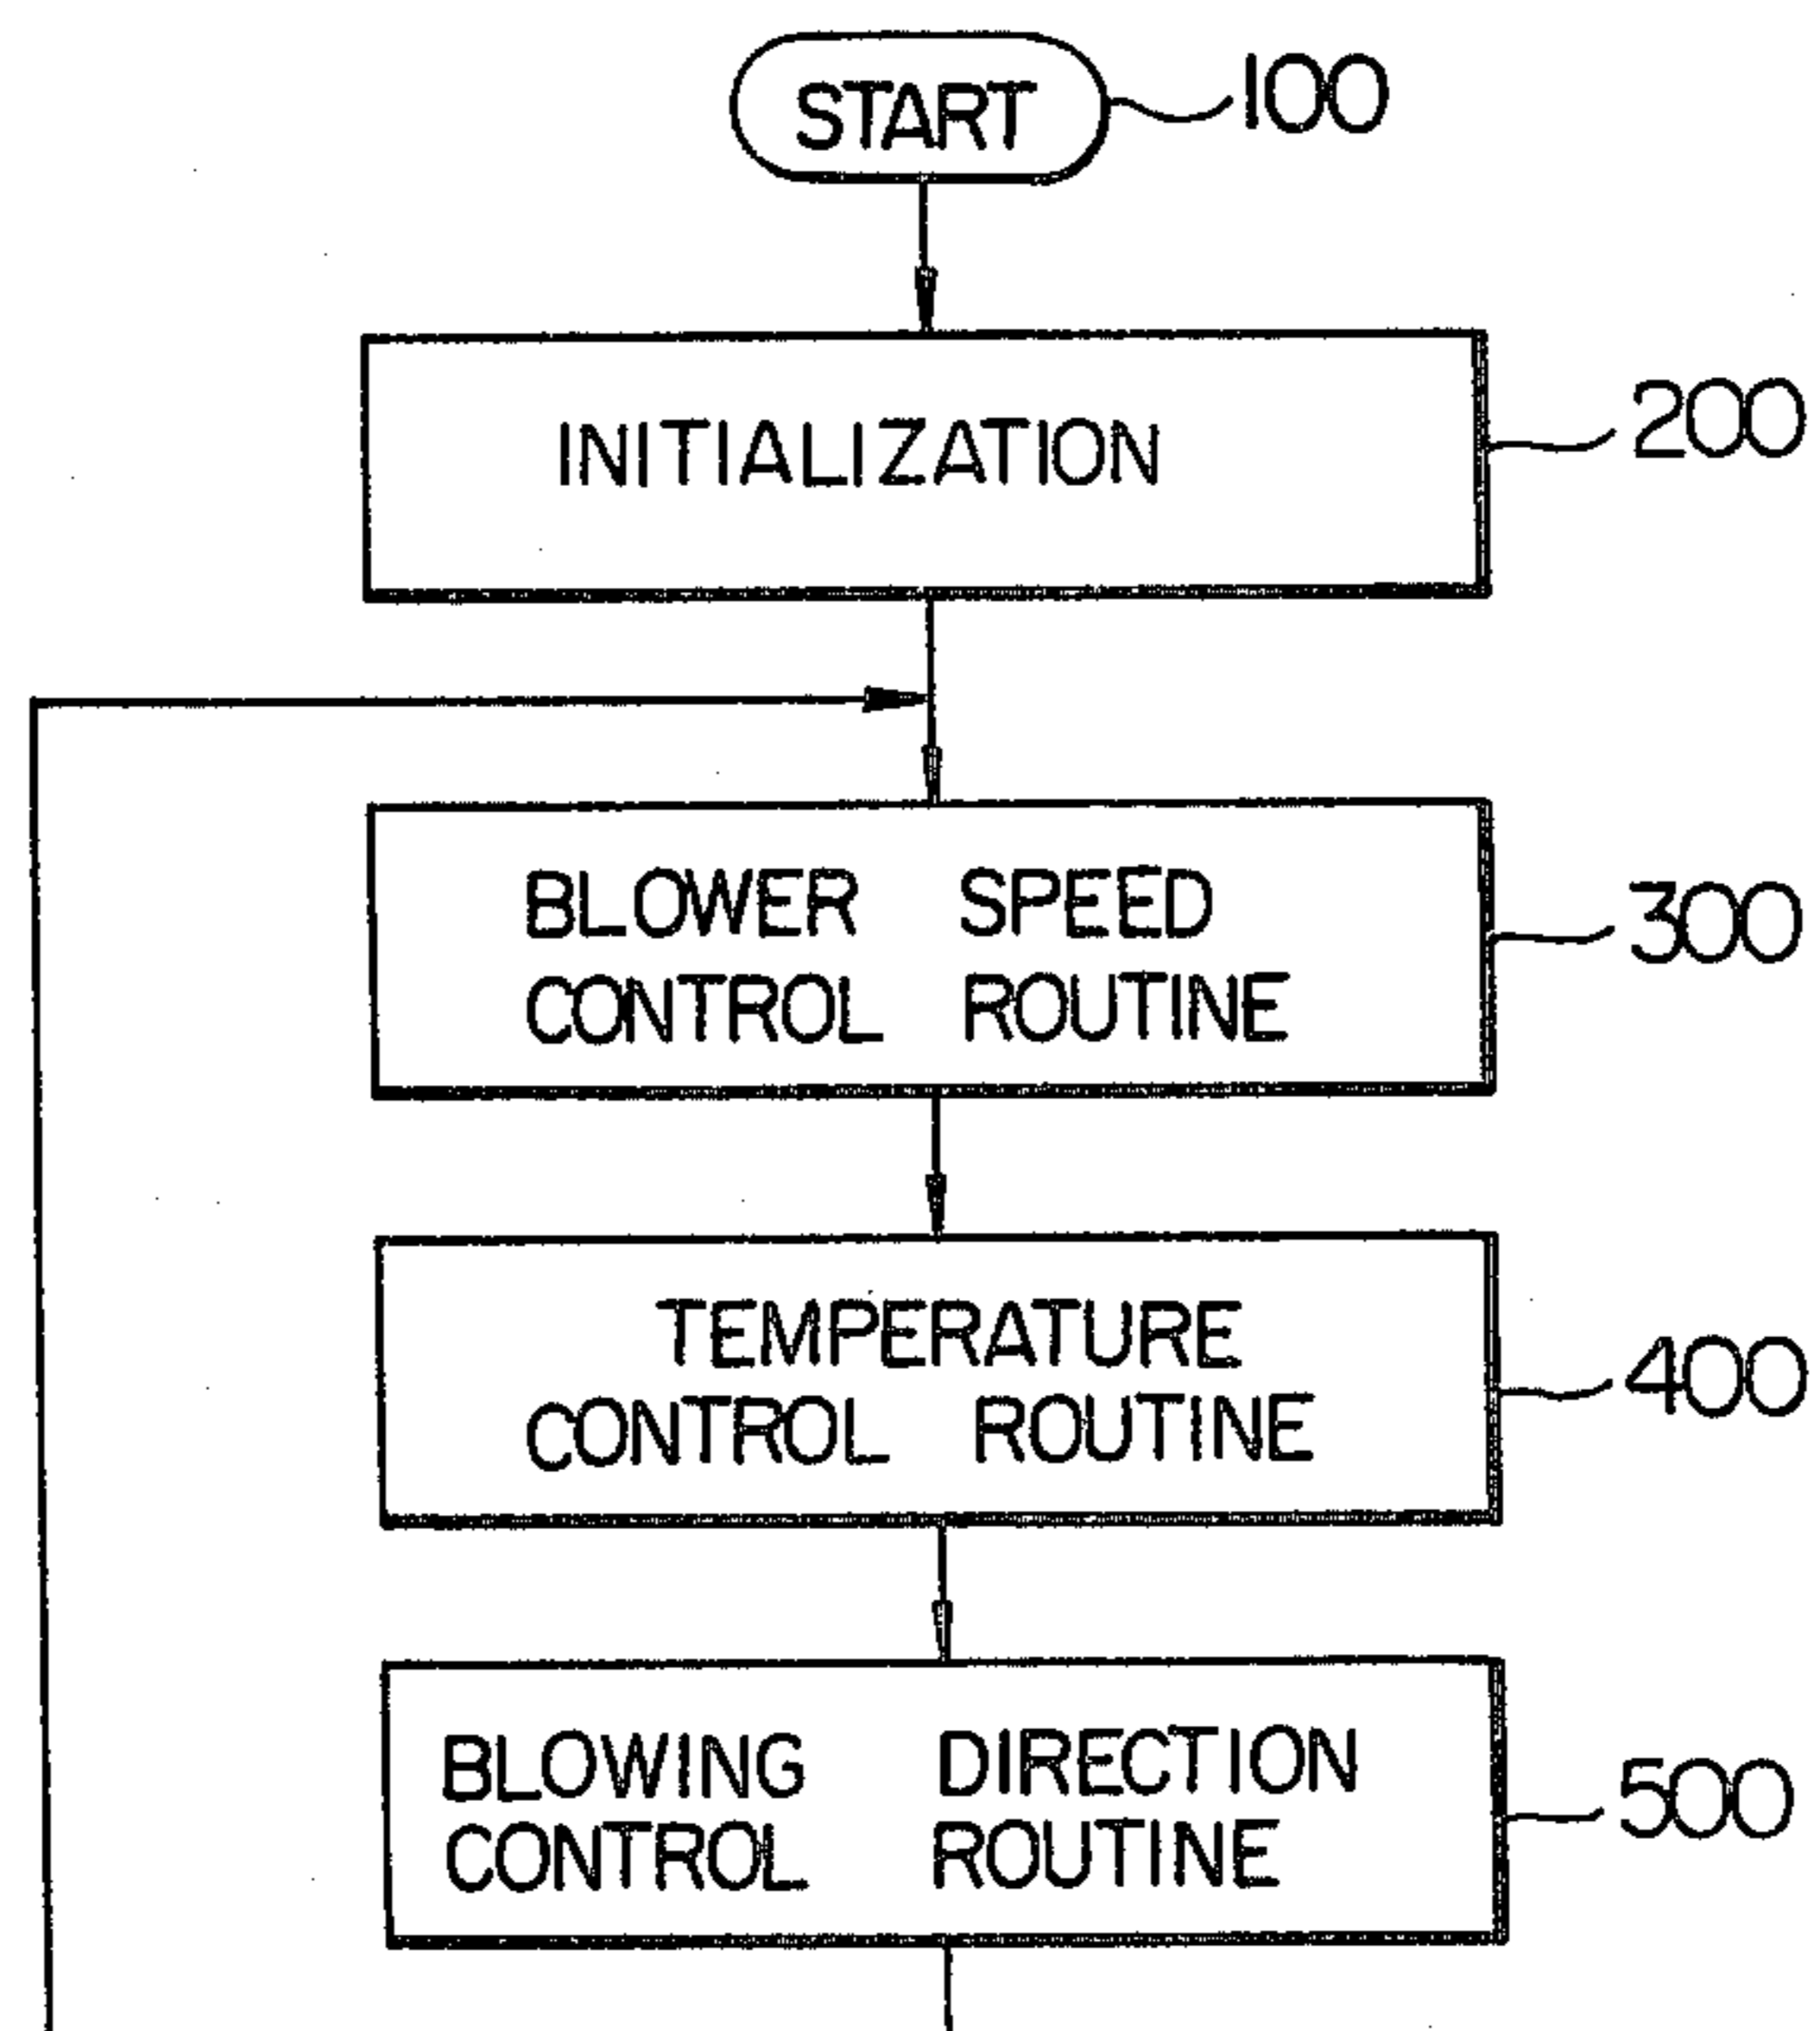 START
100
INITIALIZATION
200
BLOWER SPEED
CONTROL ROUTINE
300
TEMPERATURE
CONTROL ROUTINE
400
BLOWING DIRECTION
CONTROL ROUTINE
500